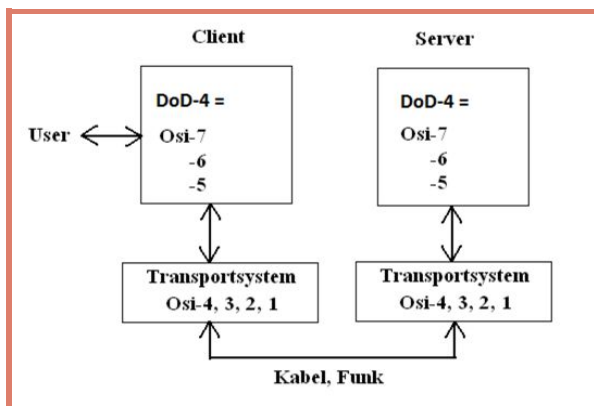 Client
Server
DoD-4 =
Osi-7
-6
-5
DoD-4 =
Osi-7
-6
-5
User
Transportsystem
Osi-4, 3, 2, 1
Transportsystem
Osi-4, 3, 2, 1
Kabel, Funk